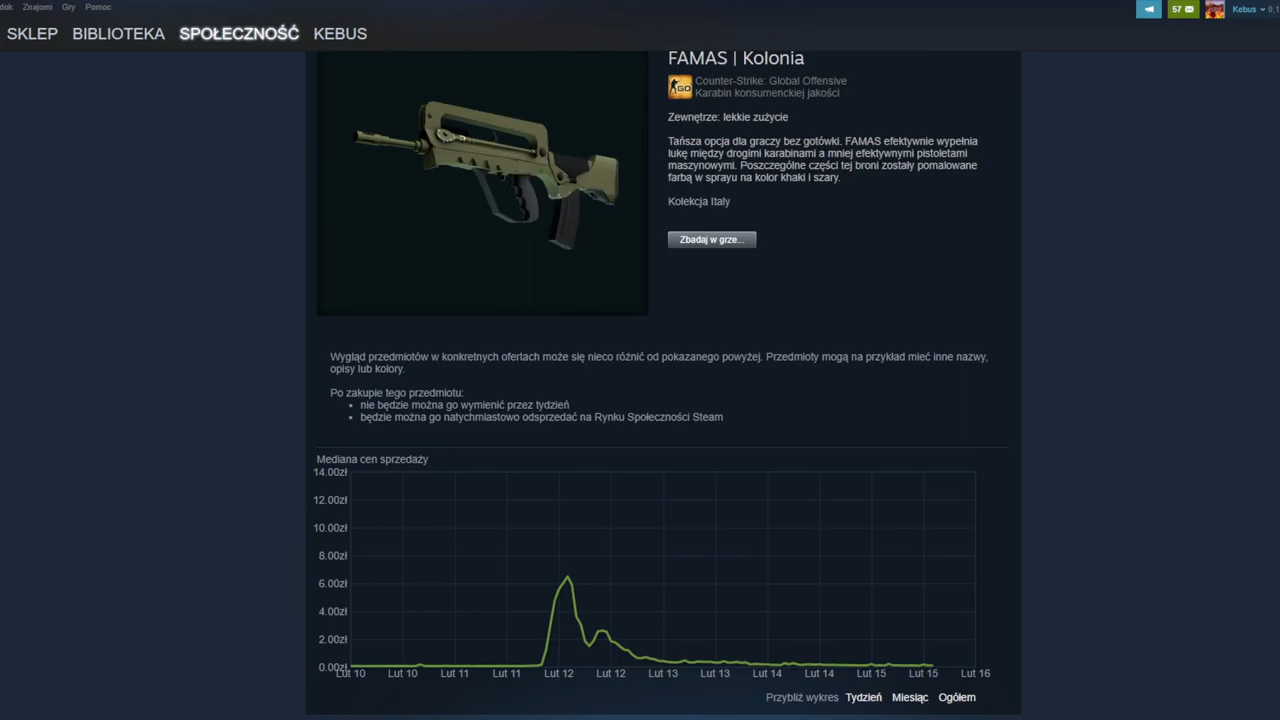 dok Znajomi Gry Pomoc
57 Kebus 0,1
SKLEP BIBLIOTEKA SPOŁECZNOŚĆ KEBUS
FAMAS | Kolonia
GO
Counter-Strike: Global Offensive
Karabin konsumenckiej jakości
Zewnętrze: lekkie zużycie
Tańsza opcja dla graczy bez gotówki. FAMAS efektywnie wypełnia
lukę między drogimi karabinami a mniej efektywnymi pistoletami
maszynowymi. Poszczególne części tej broni zostały pomalowane
farbą w sprayu na kolor khaki i szary.
Kolekcja Italy
Zbadaj w grze...
Wygląd przedmiotów w konkretnych ofertach może się nieco różnić od pokazanego powyżej. Przedmioty mogą na przykład mieć inne nazwy,
opisy lub kolory.
Po zakupie tego przedmiotu:
• nie będzie można go wymienić przez tydzień
• będzie można go natychmiastowo odsprzedać na Rynku Społeczności Steam
Mediana cen sprzedaży
14.00zł
12.00zł
10.00zł
8.00zł
6.00zł
4.00zł
2.00zł
0.00zł
Lut 10 Lut 10 Lut 11 Lut 11 Lut 12 Lut 12 Lut 13 Lut 13 Lut 14 Lut 14 Lut 15 Lut 15 Lut 16
Przybliż wykres Tydzień Miesiąc Ogółem